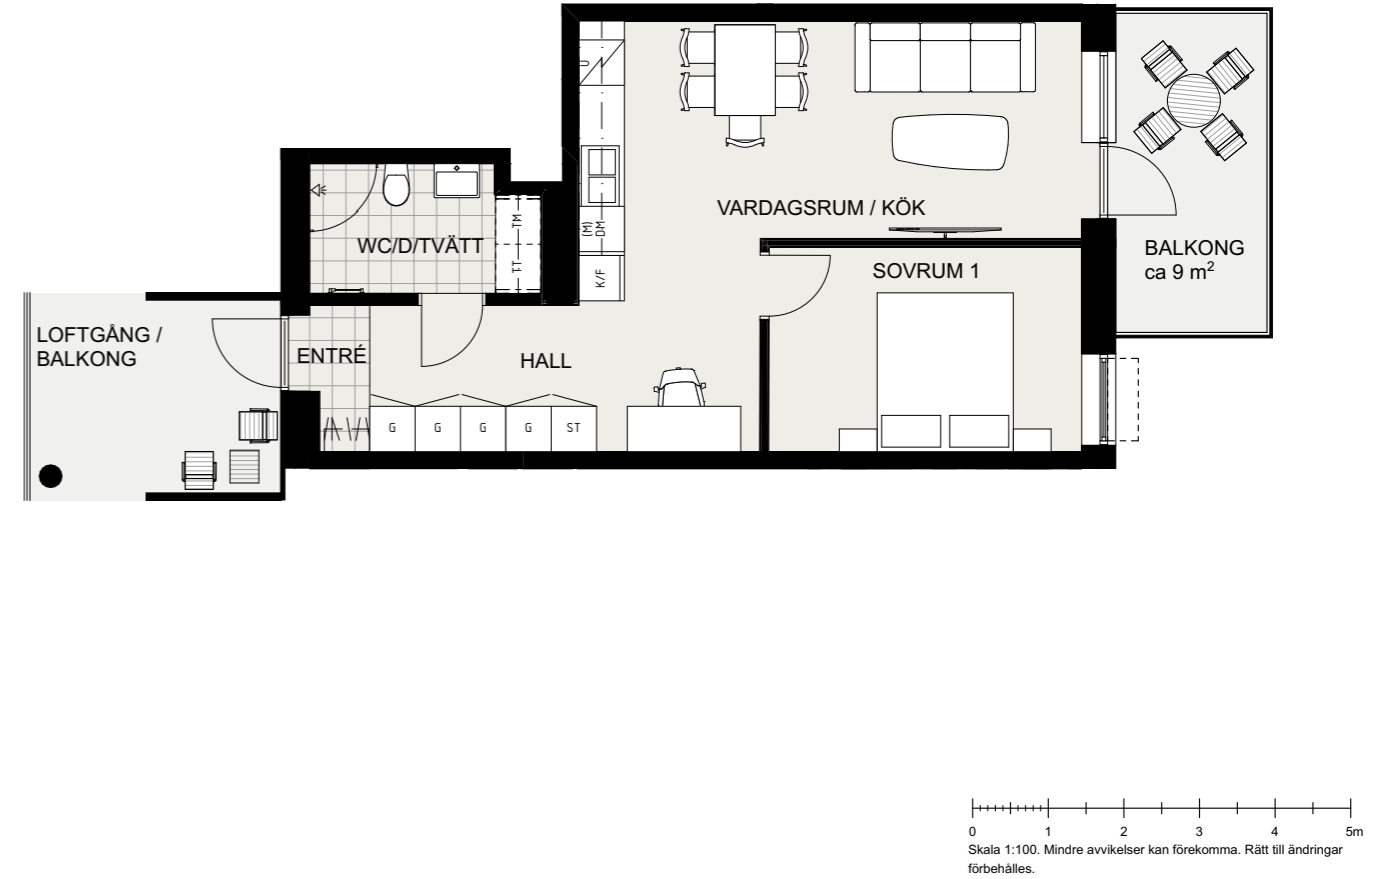 VARDAGSRUM / KÖK
BALKONG
ca 9 m²
SOVRUM 1
WC/D/TVÄTT
TM
TT
(M)
DM
K/F
LOFTGÅNG /
BALKONG
ENTRÉ
HALL
G
G
G
G
ST
0 1 2 3 4 5m
Skala 1:100. Mindre avvikelser kan förekomma. Rätt till ändringar
förbehålles.